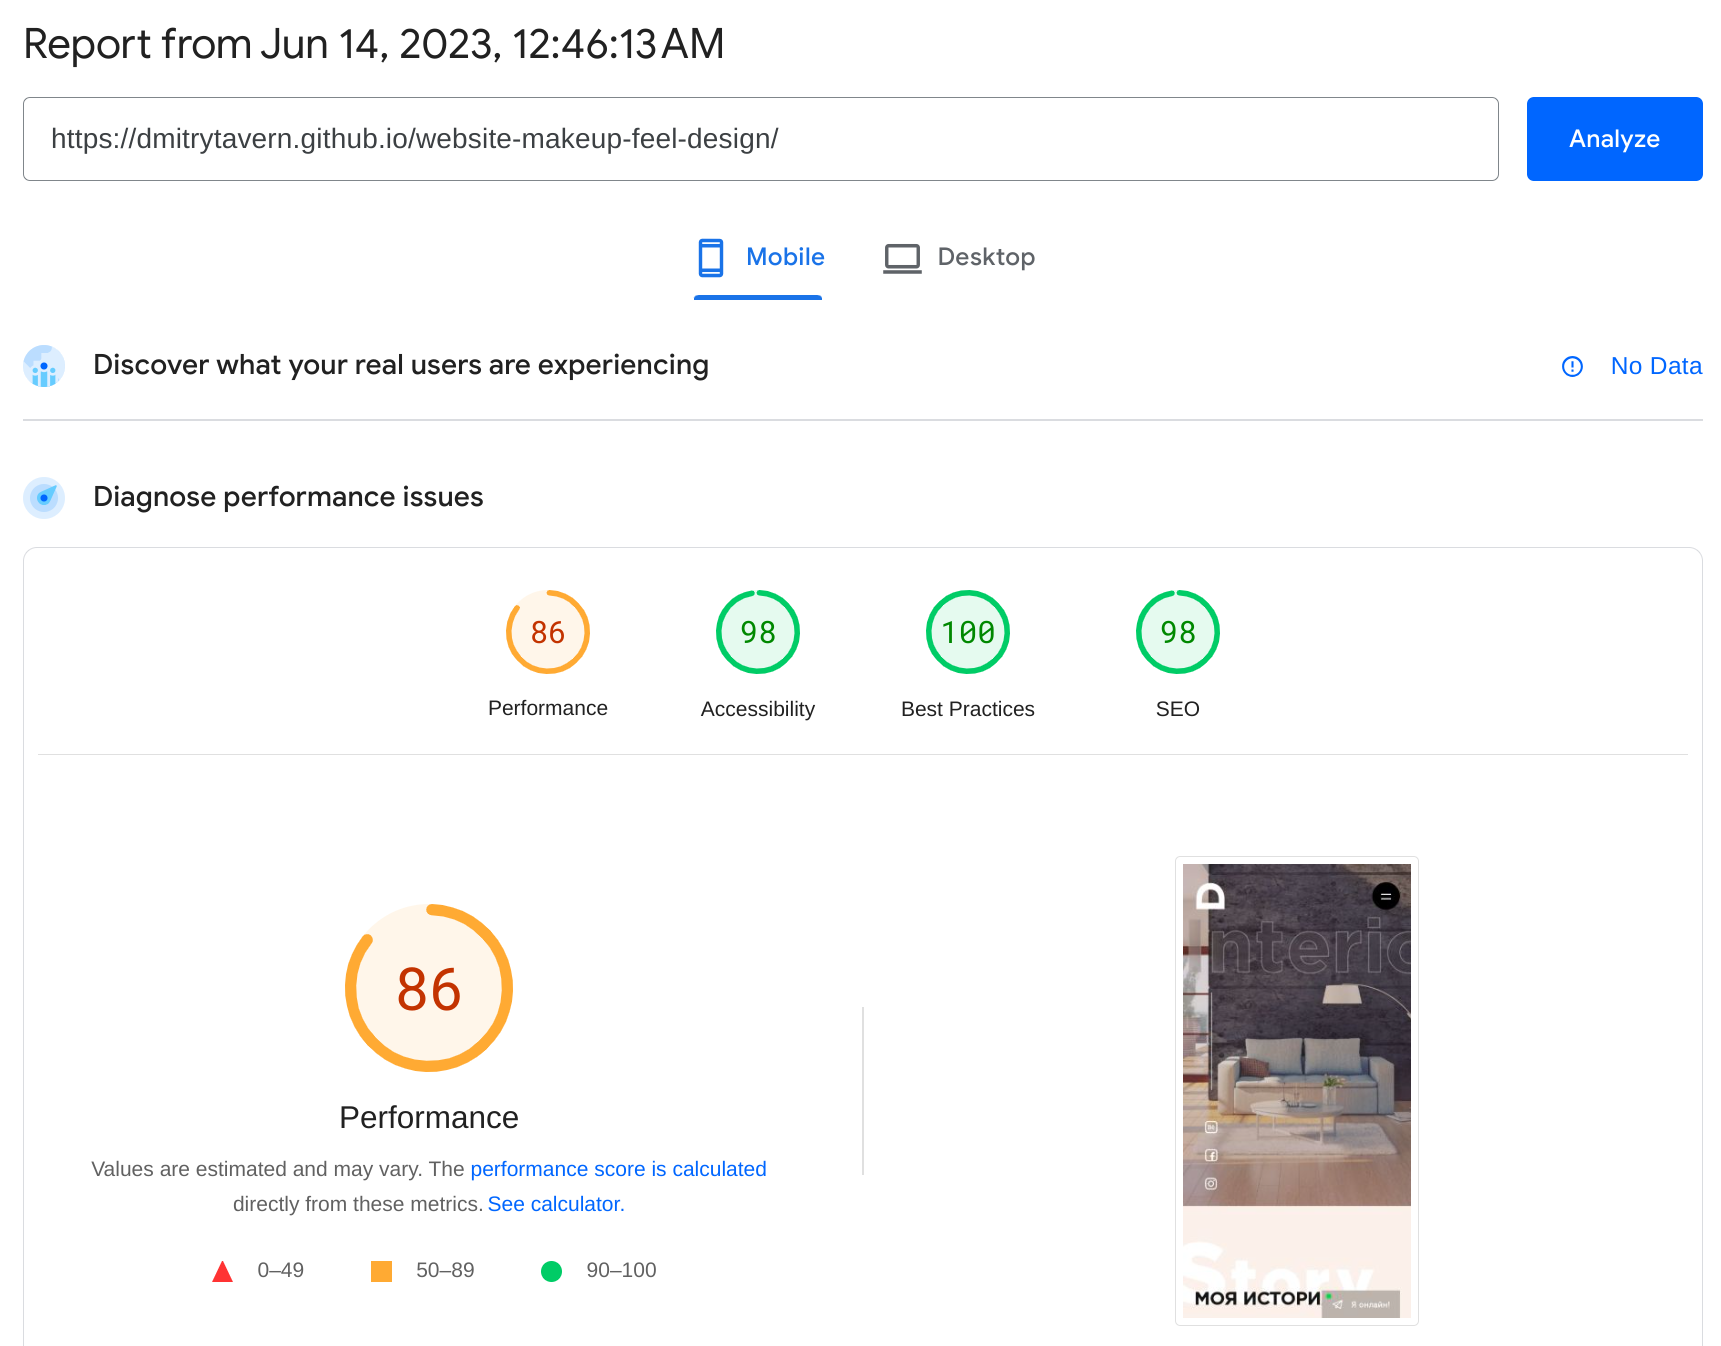 Report from Jun 14, 2023, 12:46:13 AM
https://dmitrytavern.github.io/website-makeup-feel-design/
Analyze
Mobile
Desktop
Discover what your real users are experiencing
No Data
Diagnose performance issues
86
98
100
98
Performance
Accessibility
Best Practices
SEO
86
Performance
Values are estimated and may vary. The performance score is calculated
directly from these metrics. See calculator.
0–49
50–89
90–100
D
nteric
Story
МОЯ ИСТОРИ
Я онлайн!